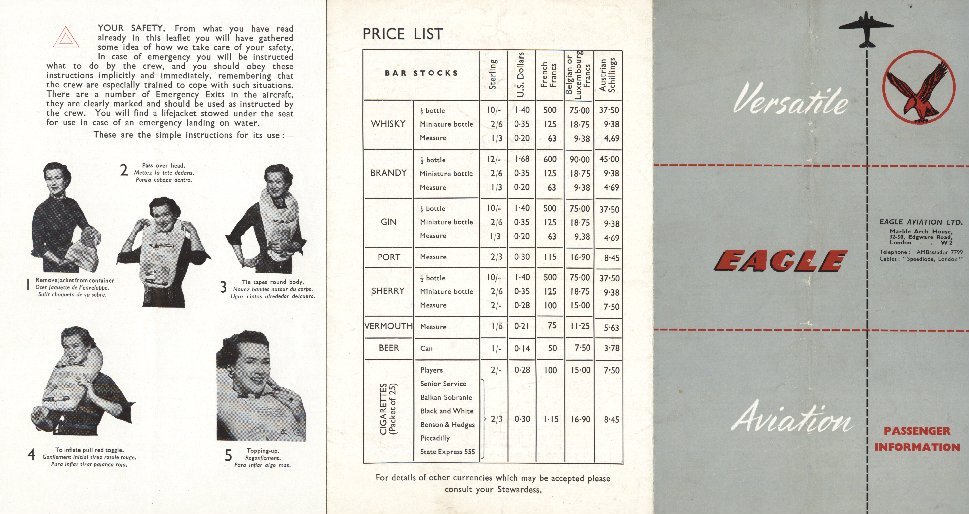 YOUR SAFETY. From what you have read
already in this leaflet you will have gathered
some idea of how we take care of your safety.
In case of emergency you will be instructed
what to do by the crew, and you should obey these
instructions implicitly and immediately, remembering that
the crew are especially trained to cope with such situations.
There are a number of Emergency Exits in the aircraft,
they are clearly marked and should be used as instructed by
the crew. You will find a lifejacket stowed under the seat
for use in case of an emergency landing on water.
These are the simple instructions for its use :—
1 Remove jacket from container
2 Pass over head.
3 Tie tapes round body.
4 To inflate pull red toggle.
5 Topping-up.
PRICE LIST
BAR STOCKS Sterling U.S. Dollars French Francs Belgian or Luxembourg Francs Austrian Schillings
WHISKY ½ bottle 10/- 1·40 500 75·00 37·50
Miniature bottle 2/6 0·35 125 18·75 9·38
Measure 1/3 0·20 63 9·38 4.69
BRANDY ½ bottle 12/- 1·68 600 90·00 45·00
Miniature bottle 2/6 0·35 125 18·75 9·38
Measure 1/3 0·20 63 9·38 4·69
GIN ½ bottle 10/- 1·40 500 75·00 37·50
Miniature bottle 2/6 0·35 125 18·75 9·38
Measure 1/3 0·20 63 9.38 4·69
PORT Measure 2/3 0·30 115 16·90 8·45
SHERRY ½ bottle 10/- 1·40 500 75·00 37·50
Miniature bottle 2/6 0·35 125 18·75 9·38
Measure 2/- 0·28 100 15·00 7·50
VERMOUTH Measure 1/6 0·21 75 11·25 5·63
BEER Can 1/- 0·14 50 7·50 3·78
CIGARETTES (Packet of 25)
Players 2/- 0·28 100 15·00 7·50
Senior Service
Balkan Sobranie
Black and White
Benson & Hedges 2/3 0·30 1·15 16·90 8·45
Piccadilly
State Express 555
For details of other currencies which may be accepted please
consult your Stewardess.
Versatile
EAGLE
Aviation
EAGLE AVIATION LTD.
Marble Arch House,
32-50, Edgware Road,
London . W2
Telephone: AMBassador 7799
Cables: "Speediate, London"
PASSENGER
INFORMATION